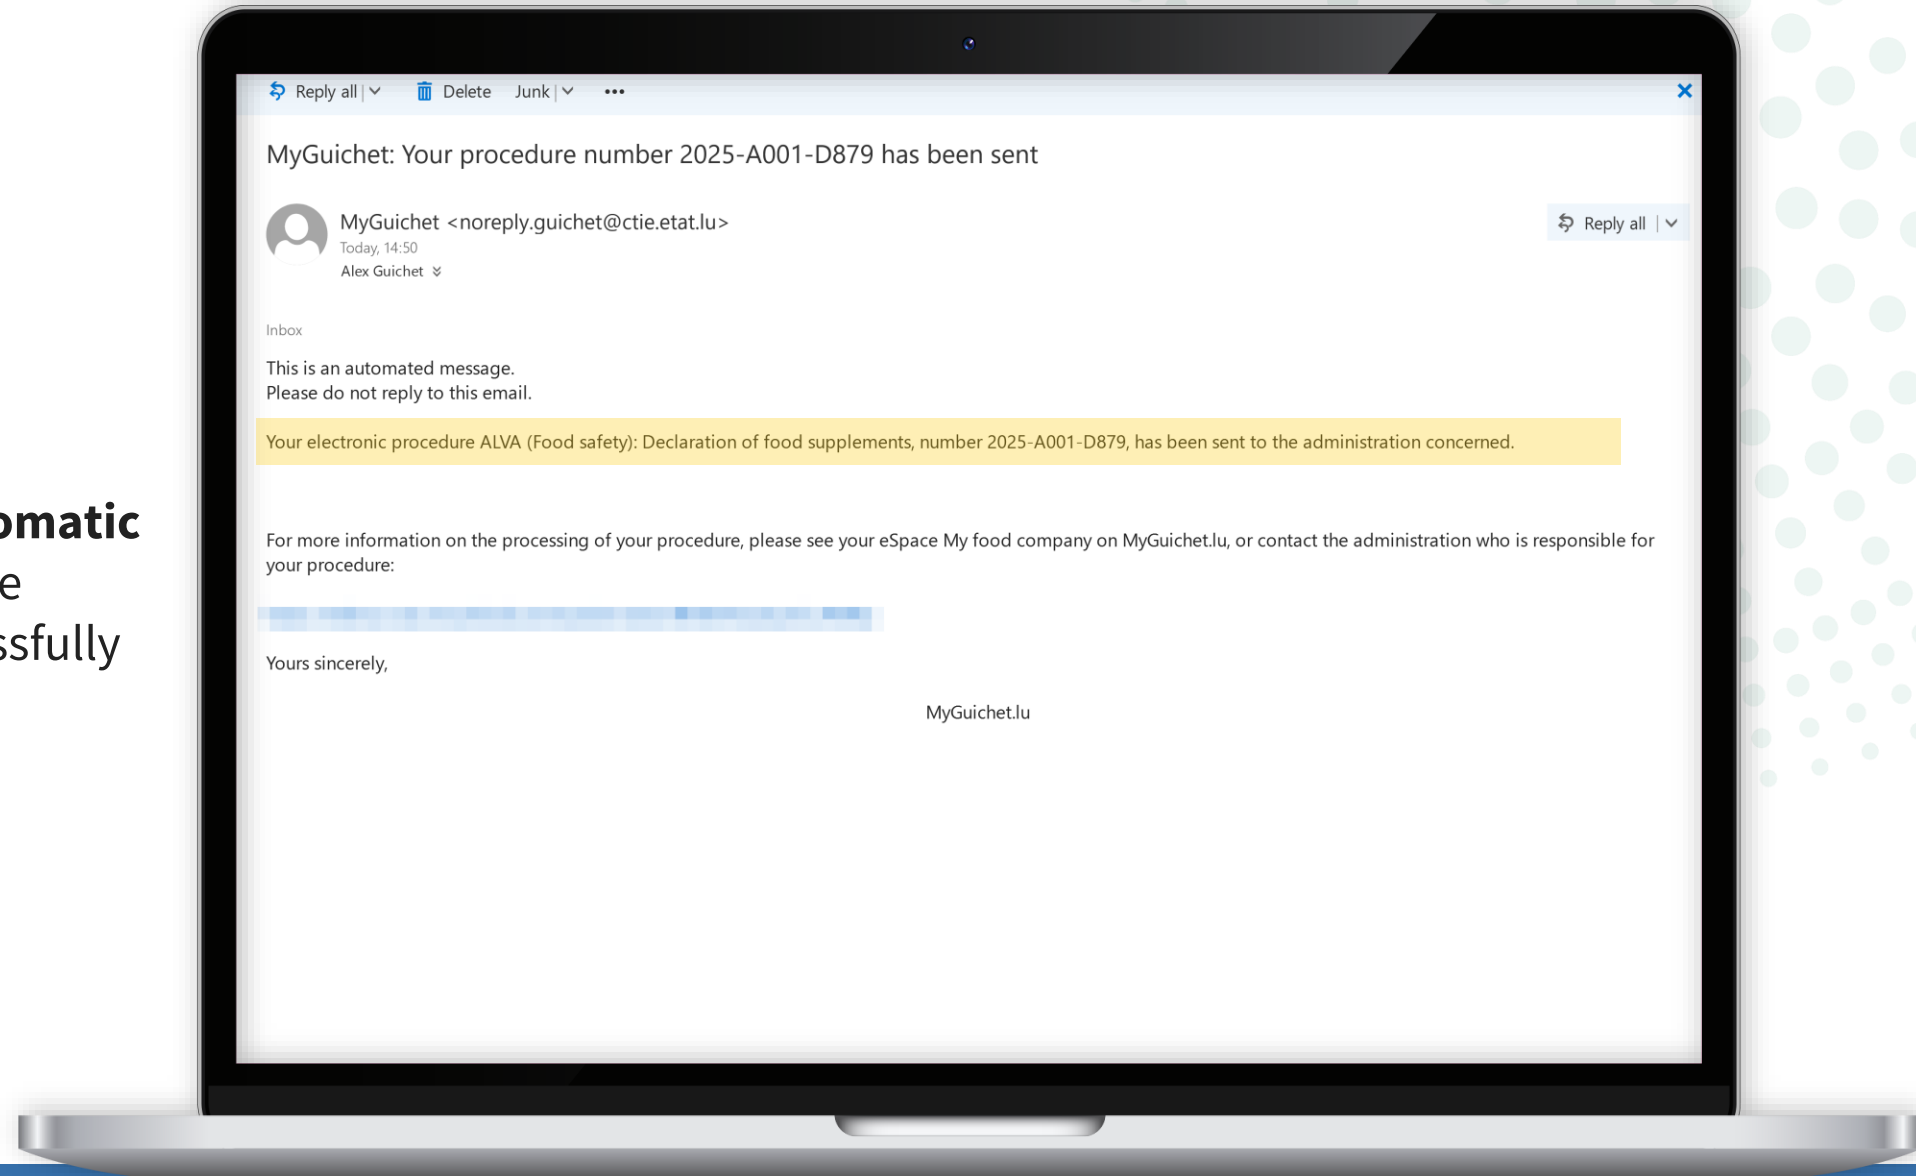 Reply all
Delete
Junk
MyGuichet: Your procedure number 2025-A001-D879 has been sent
MyGuichet <noreply.guichet@ctie.etat.lu>
Reply all
Today, 14:50
Alex Guichet
Inbox
This is an automated message.
Please do not reply to this email.
Your electronic procedure ALVA (Food safety): Declaration of food supplements, number 2025-A001-D879, has been sent to the administration concerned.
For more information on the processing of your procedure, please see your eSpace My food company on MyGuichet.lu, or contact the administration who is responsible for
your procedure:
Yours sincerely,
MyGuichet.lu
omatic
e
ssfully